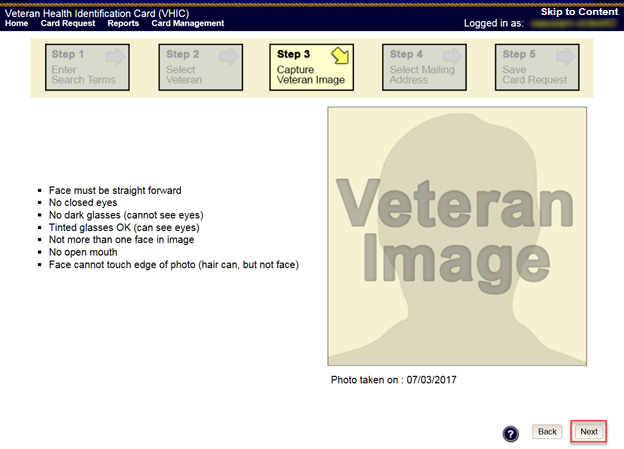 Veteran Health Identification Card (VHIC)
Skip to Content
Home Card Request Reports Card Management
Logged in as:
Step 1
Enter
Search Terms
Step 2
Select
Veteran
Step 3
Capture
Veteran Image
Step 4
Select Mailing
Address
Step 5
Save
Card Request
Face must be straight forward
No closed eyes
No dark glasses (cannot see eyes)
Tinted glasses OK (can see eyes)
Not more than one face in image
No open mouth
Face cannot touch edge of photo (hair can, but not face)
Veteran
Image
Photo taken on : 07/03/2017
? Back Next